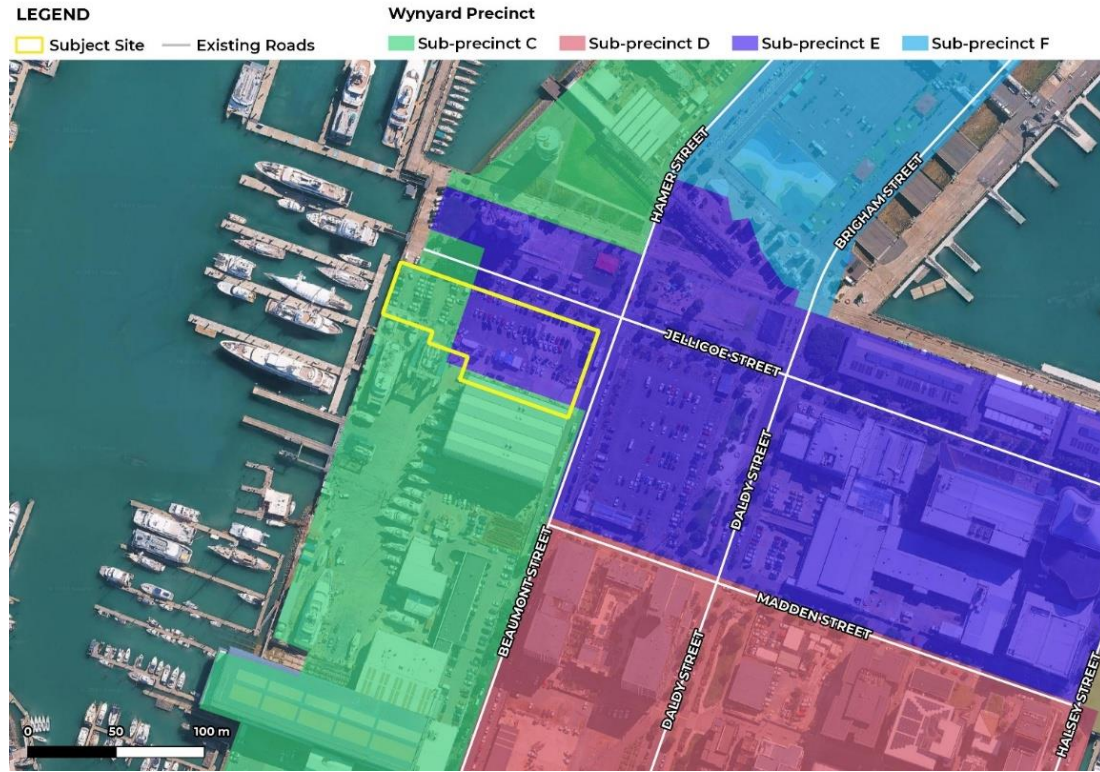 LEGEND
Subject Site
Existing Roads
Wynyard Precinct
Sub-precinct C
Sub-precinct D
Sub-precinct E
Sub-precinct F
HAMER STREET
BRIGHAM STREET
JELLICOE STREET
DALDY STREET
BEAUMONT STREET
MADDEN STREET
DALDY STREET
HALSEY STREET
0 50 100 m